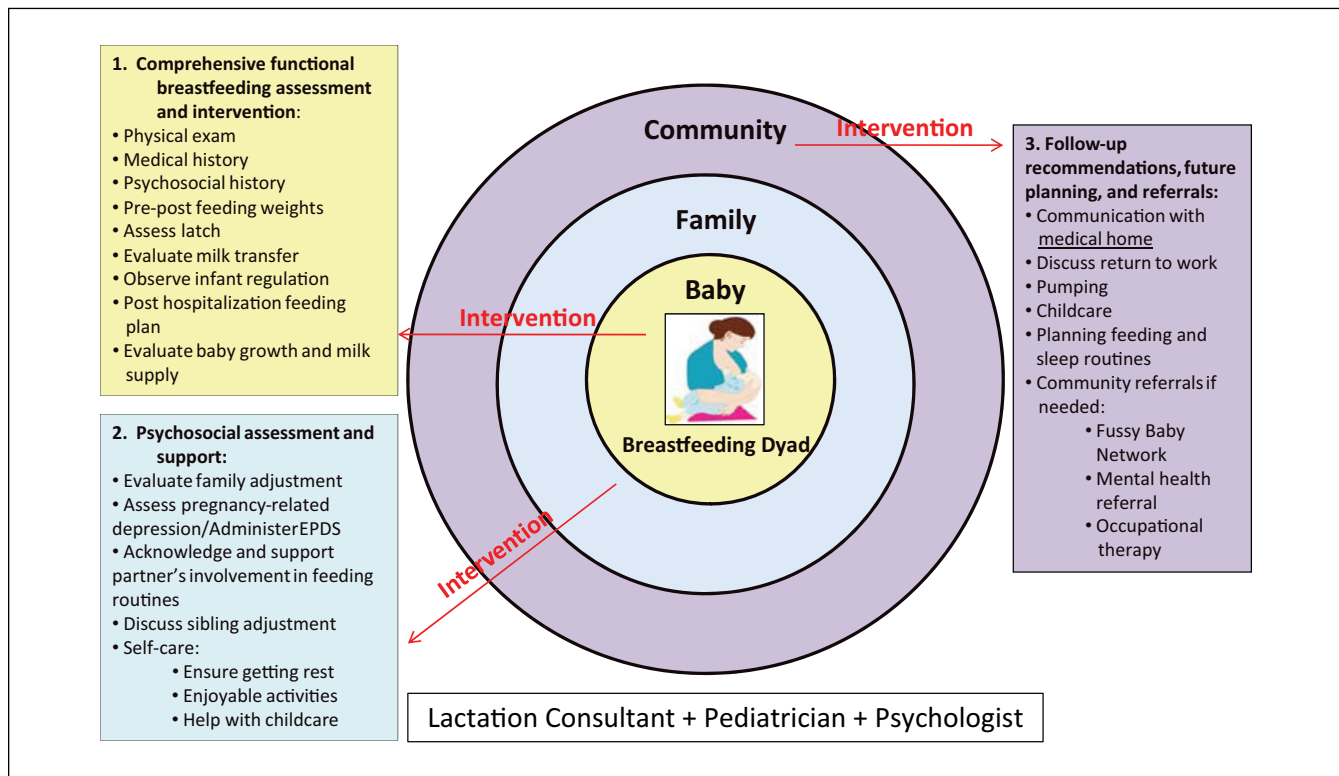 1. Comprehensive functional
breastfeeding assessment
and intervention:
• Physical exam
• Medical history
• Psychosocial history
• Pre-post feeding weights
• Assess latch
• Evaluate milk transfer
• Observe infant regulation
• Post hospitalization feeding
plan
• Evaluate baby growth and milk
supply
2. Psychosocial assessment and
support:
• Evaluate family adjustment
• Assess pregnancy-related
depression/AdministerEPDS
• Acknowledge and support
partner's involvement in feeding
routines
• Discuss sibling adjustment
• Self-care:
• Ensure getting rest
• Enjoyable activities
• Help with childcare
Community
Intervention
Family
Baby
Intervention
Breastfeeding Dyad
Intervention
3. Follow-up
recommendations, future
planning, and referrals:
• Communication with
medical home
• Discuss return to work
• Pumping
• Childcare
• Planning feeding and
sleep routines
• Community referrals if
needed:
• Fussy Baby
Network
• Mental health
referral
• Occupational
therapy
Lactation Consultant + Pediatrician + Psychologist